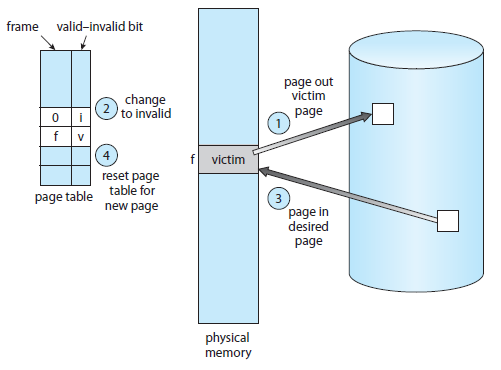 frame valid–invalid bit
0 i
f v
2 change
to invalid
4
reset page
table for
new page
page table
page out
victim
page
1
f victim
3 page in
desired
page
physical
memory